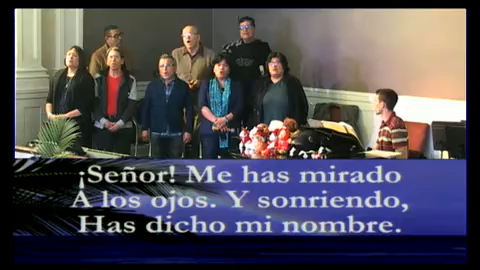 ¡Señor! Me has mirado
A los ojos. Y sonriendo,
Has dicho mi nombre.